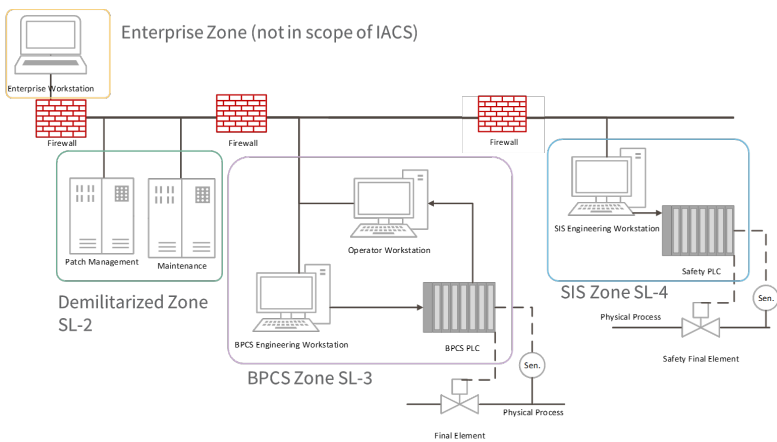 Enterprise Zone (not in scope of IACS)
Enterprise Workstation
Firewall
Firewall
Firewall
Patch Management
Maintenance
Demilitarized Zone
SL-2
Operator Workstation
BPCS Engineering Workstation
BPCS PLC
BPCS Zone SL-3
Sen.
Physical Process
Final Element
SIS Engineering Workstation
Safety PLC
SIS Zone SL-4
Sen.
Physical Process
Safety Final Element